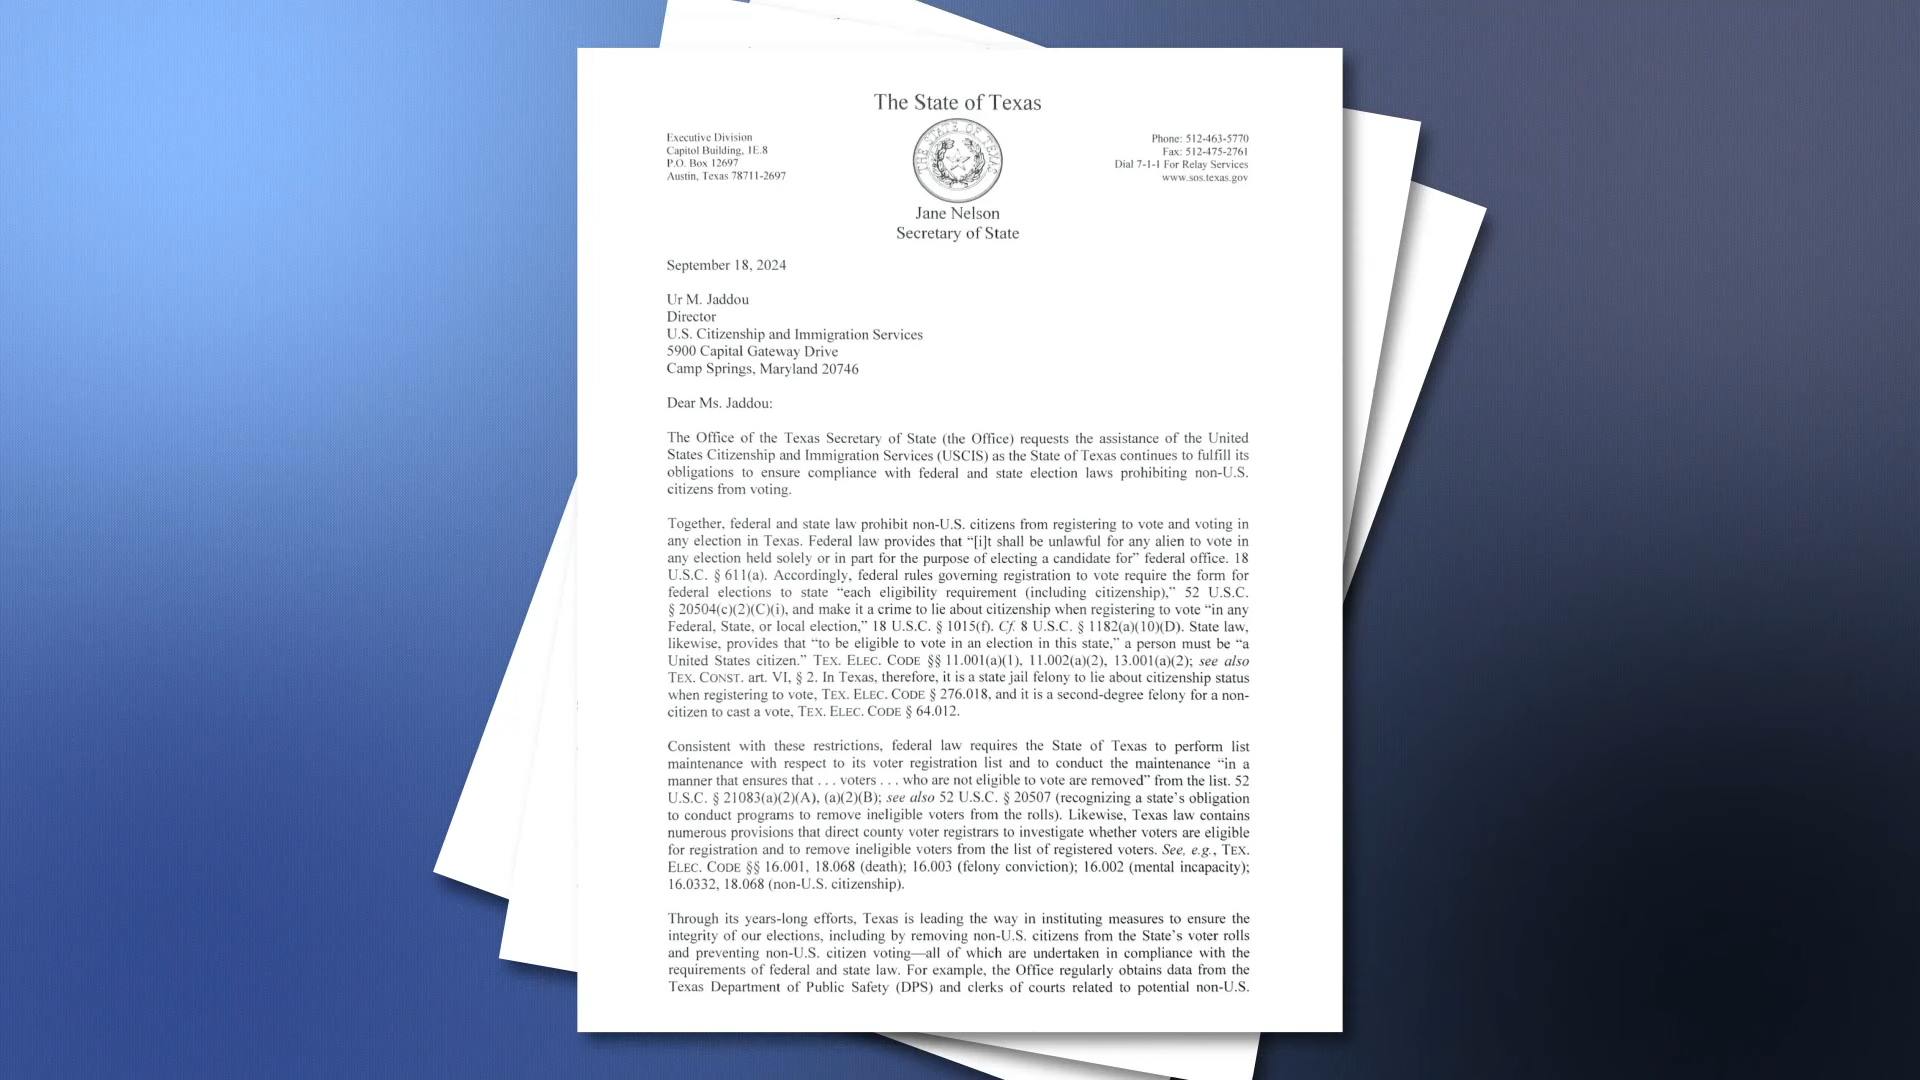 The State of Texas
Executive Division
Capitol Building, 1E.8
P.O. Box 12697
Austin, Texas 78711-2697
Phone: 512-463-5770
Fax: 512-475-2761
Dial 7-1-1 For Relay Services
www.sos.texas.gov
THE STATE OF TEXAS
Jane Nelson
Secretary of State
September 18, 2024
Ur M. Jaddou
Director
U.S. Citizenship and Immigration Services
5900 Capital Gateway Drive
Camp Springs, Maryland 20746
Dear Ms. Jaddou:
The Office of the Texas Secretary of State (the Office) requests the assistance of the United
States Citizenship and Immigration Services (USCIS) as the State of Texas continues to fulfill its
obligations to ensure compliance with federal and state election laws prohibiting non-U.S.
citizens from voting.
Together, federal and state law prohibit non-U.S. citizens from registering to vote and voting in
any election in Texas. Federal law provides that “[i]t shall be unlawful for any alien to vote in
any election held solely or in part for the purpose of electing a candidate for” federal office. 18
U.S.C. § 611(a). Accordingly, federal rules governing registration to vote require the form for
federal elections to state “each eligibility requirement (including citizenship),” 52 U.S.C.
§ 20504(c)(2)(C)(i), and make it a crime to lie about citizenship when registering to vote “in any
Federal, State, or local election,” 18 U.S.C. § 1015(f). Cf. 8 U.S.C. § 1182(a)(10)(D). State law,
likewise, provides that “to be eligible to vote in an election in this state,” a person must be “a
United States citizen.” TEX. ELEC. CODE §§ 11.001(a)(1), 11.002(a)(2), 13.001(a)(2); see also
TEX. CONST. art. VI, § 2. In Texas, therefore, it is a state jail felony to lie about citizenship status
when registering to vote, TEX. ELEC. CODE § 276.018, and it is a second-degree felony for a non-
citizen to cast a vote, TEX. ELEC. CODE § 64.012.
Consistent with these restrictions, federal law requires the State of Texas to perform list
maintenance with respect to its voter registration list and to conduct the maintenance “in a
manner that ensures that . . . voters . . . who are not eligible to vote are removed” from the list. 52
U.S.C. § 21083(a)(2)(A), (a)(2)(B); see also 52 U.S.C. § 20507 (recognizing a state’s obligation
to conduct programs to remove ineligible voters from the rolls). Likewise, Texas law contains
numerous provisions that direct county voter registrars to investigate whether voters are eligible
for registration and to remove ineligible voters from the list of registered voters. See, e.g., TEX.
ELEC. CODE §§ 16.001, 18.068 (death); 16.003 (felony conviction); 16.002 (mental incapacity);
16.0332, 18.068 (non-U.S. citizenship).
Through its years-long efforts, Texas is leading the way in instituting measures to ensure the
integrity of our elections, including by removing non-U.S. citizens from the State’s voter rolls
and preventing non-U.S. citizen voting—all of which are undertaken in compliance with the
requirements of federal and state law. For example, the Office regularly obtains data from the
Texas Department of Public Safety (DPS) and clerks of courts related to potential non-U.S.